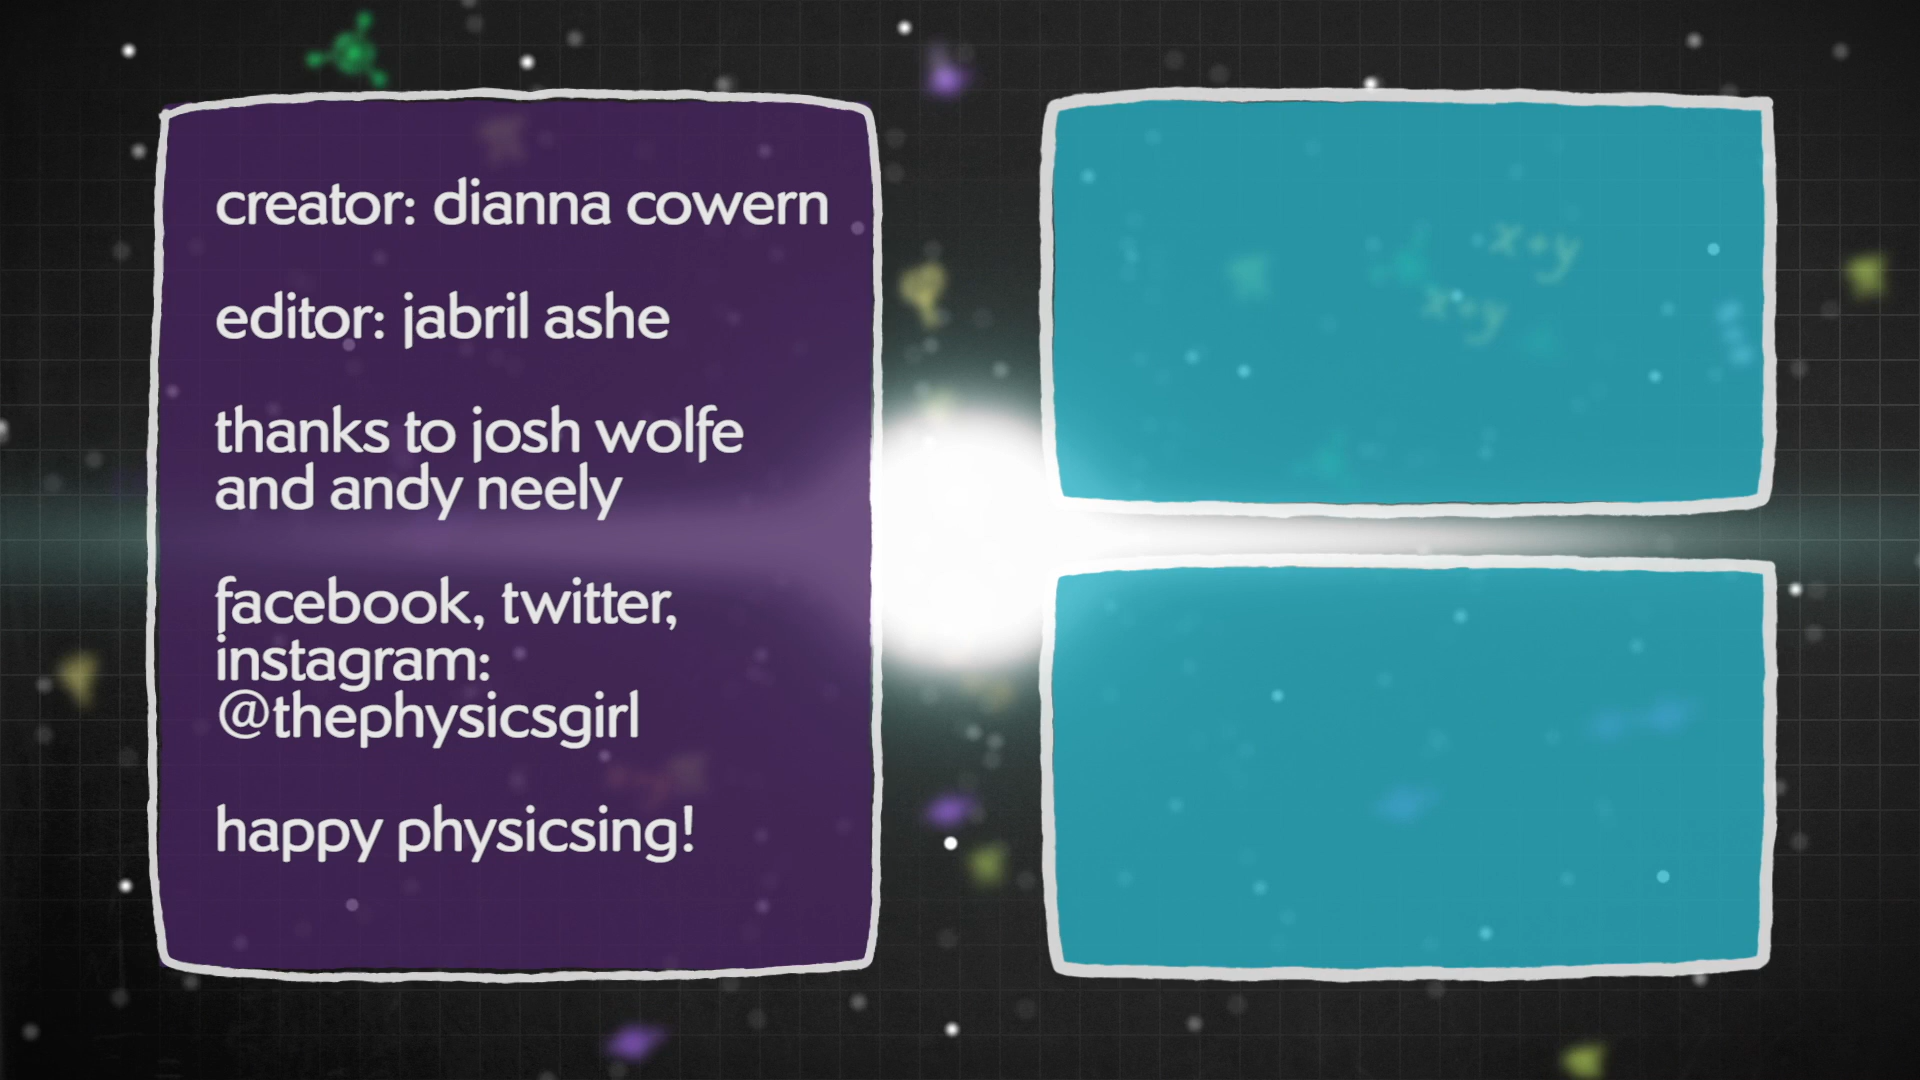 creator: dianna cowern
editor: jabril ashe
thanks to josh wolfe
and andy neely
facebook, twitter,
instagram:
@thephysicsgirl
happy physicsing!
x+y
x+y